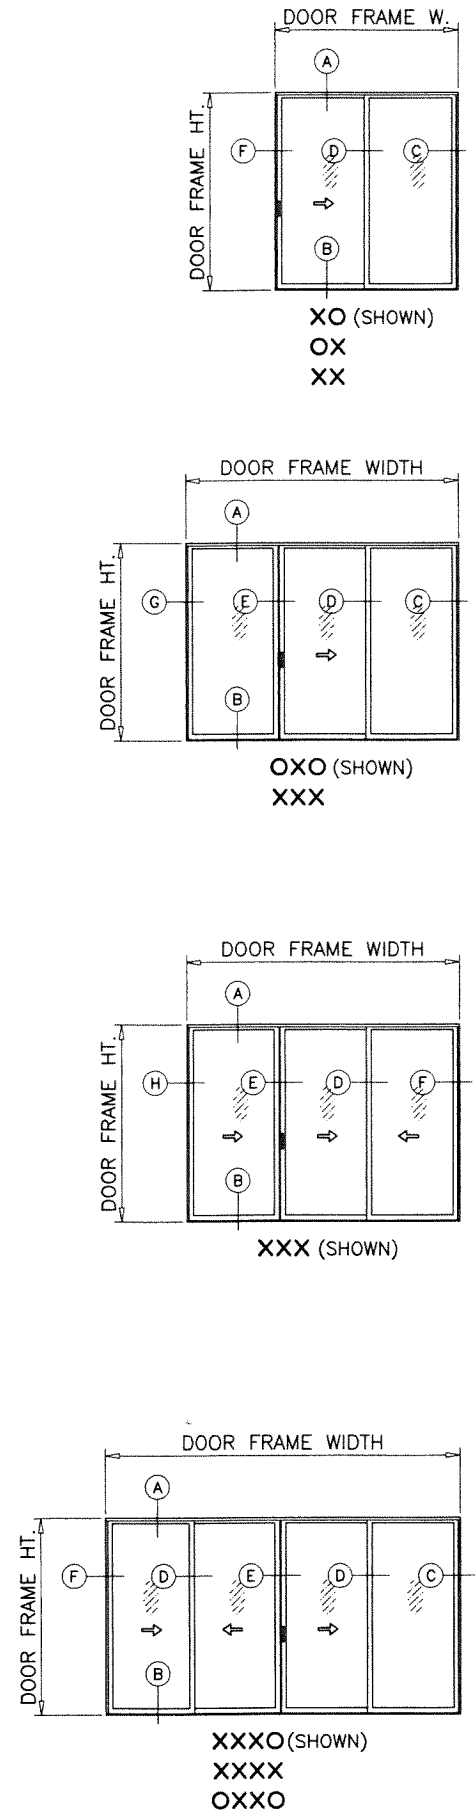 DOOR FRAME W.
A
DOOR FRAME HT.
F D C
B
XO (SHOWN)
OX
XX
DOOR FRAME WIDTH
A
DOOR FRAME HT.
G E D C
B
OXO (SHOWN)
XXX
DOOR FRAME WIDTH
A
DOOR FRAME HT.
H E D F
B
XXX (SHOWN)
DOOR FRAME WIDTH
A
DOOR FRAME HT.
F D E D C
B
XXXO (SHOWN)
XXXX
OXXO